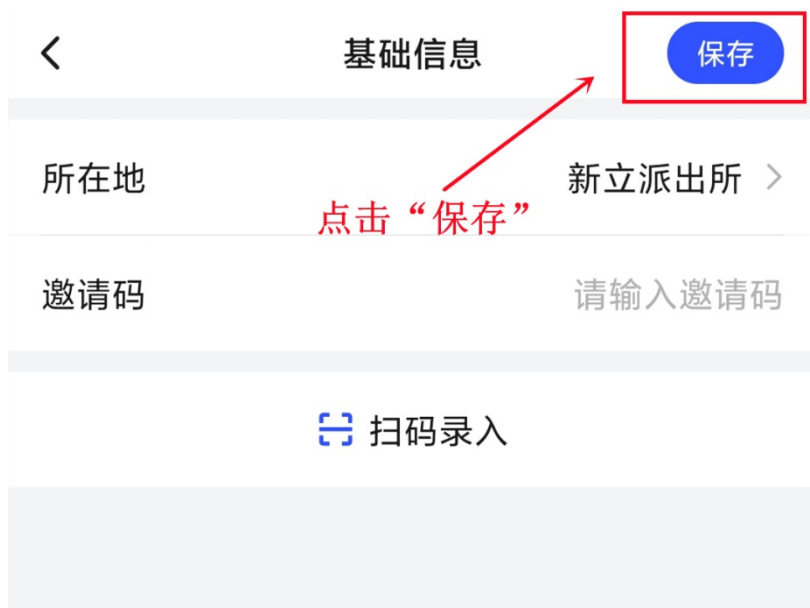 基础信息
保存
所在地
新立派出所
点击“保存”
邀请码
请输入邀请码
扫码录入